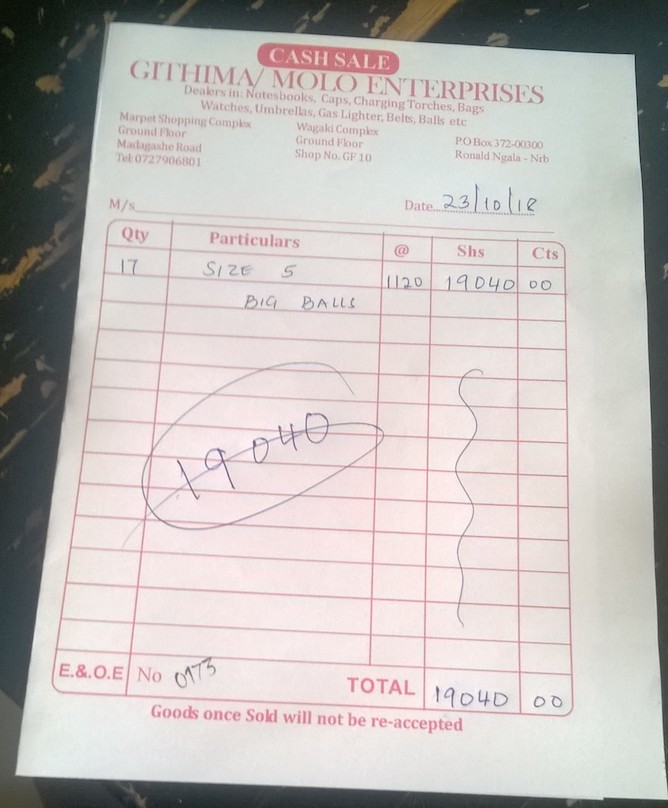 CASH SALE
GITHIMA/ MOLO ENTERPRISES
Dealers in: Notesbooks, Caps, Charging Torches, Bags
Watches, Umbrellas, Gas Lighter, Belts, Balls etc
Marpet Shopping Complex
Ground Floor
Madagashe Road
Tel: 0727906801
Wagaki Complex
Ground Floor
Shop No. GF 10
P.O Box 372-00300
Ronald Ngala - Nrb
M/s
Date 23/10/18
Qty Particulars @ Shs Cts
17 SIZE 5 1120 19040 00
BIG BALLS
19040
E.&.O.E No 0173 TOTAL 19040 00
Goods once Sold will not be re-accepted